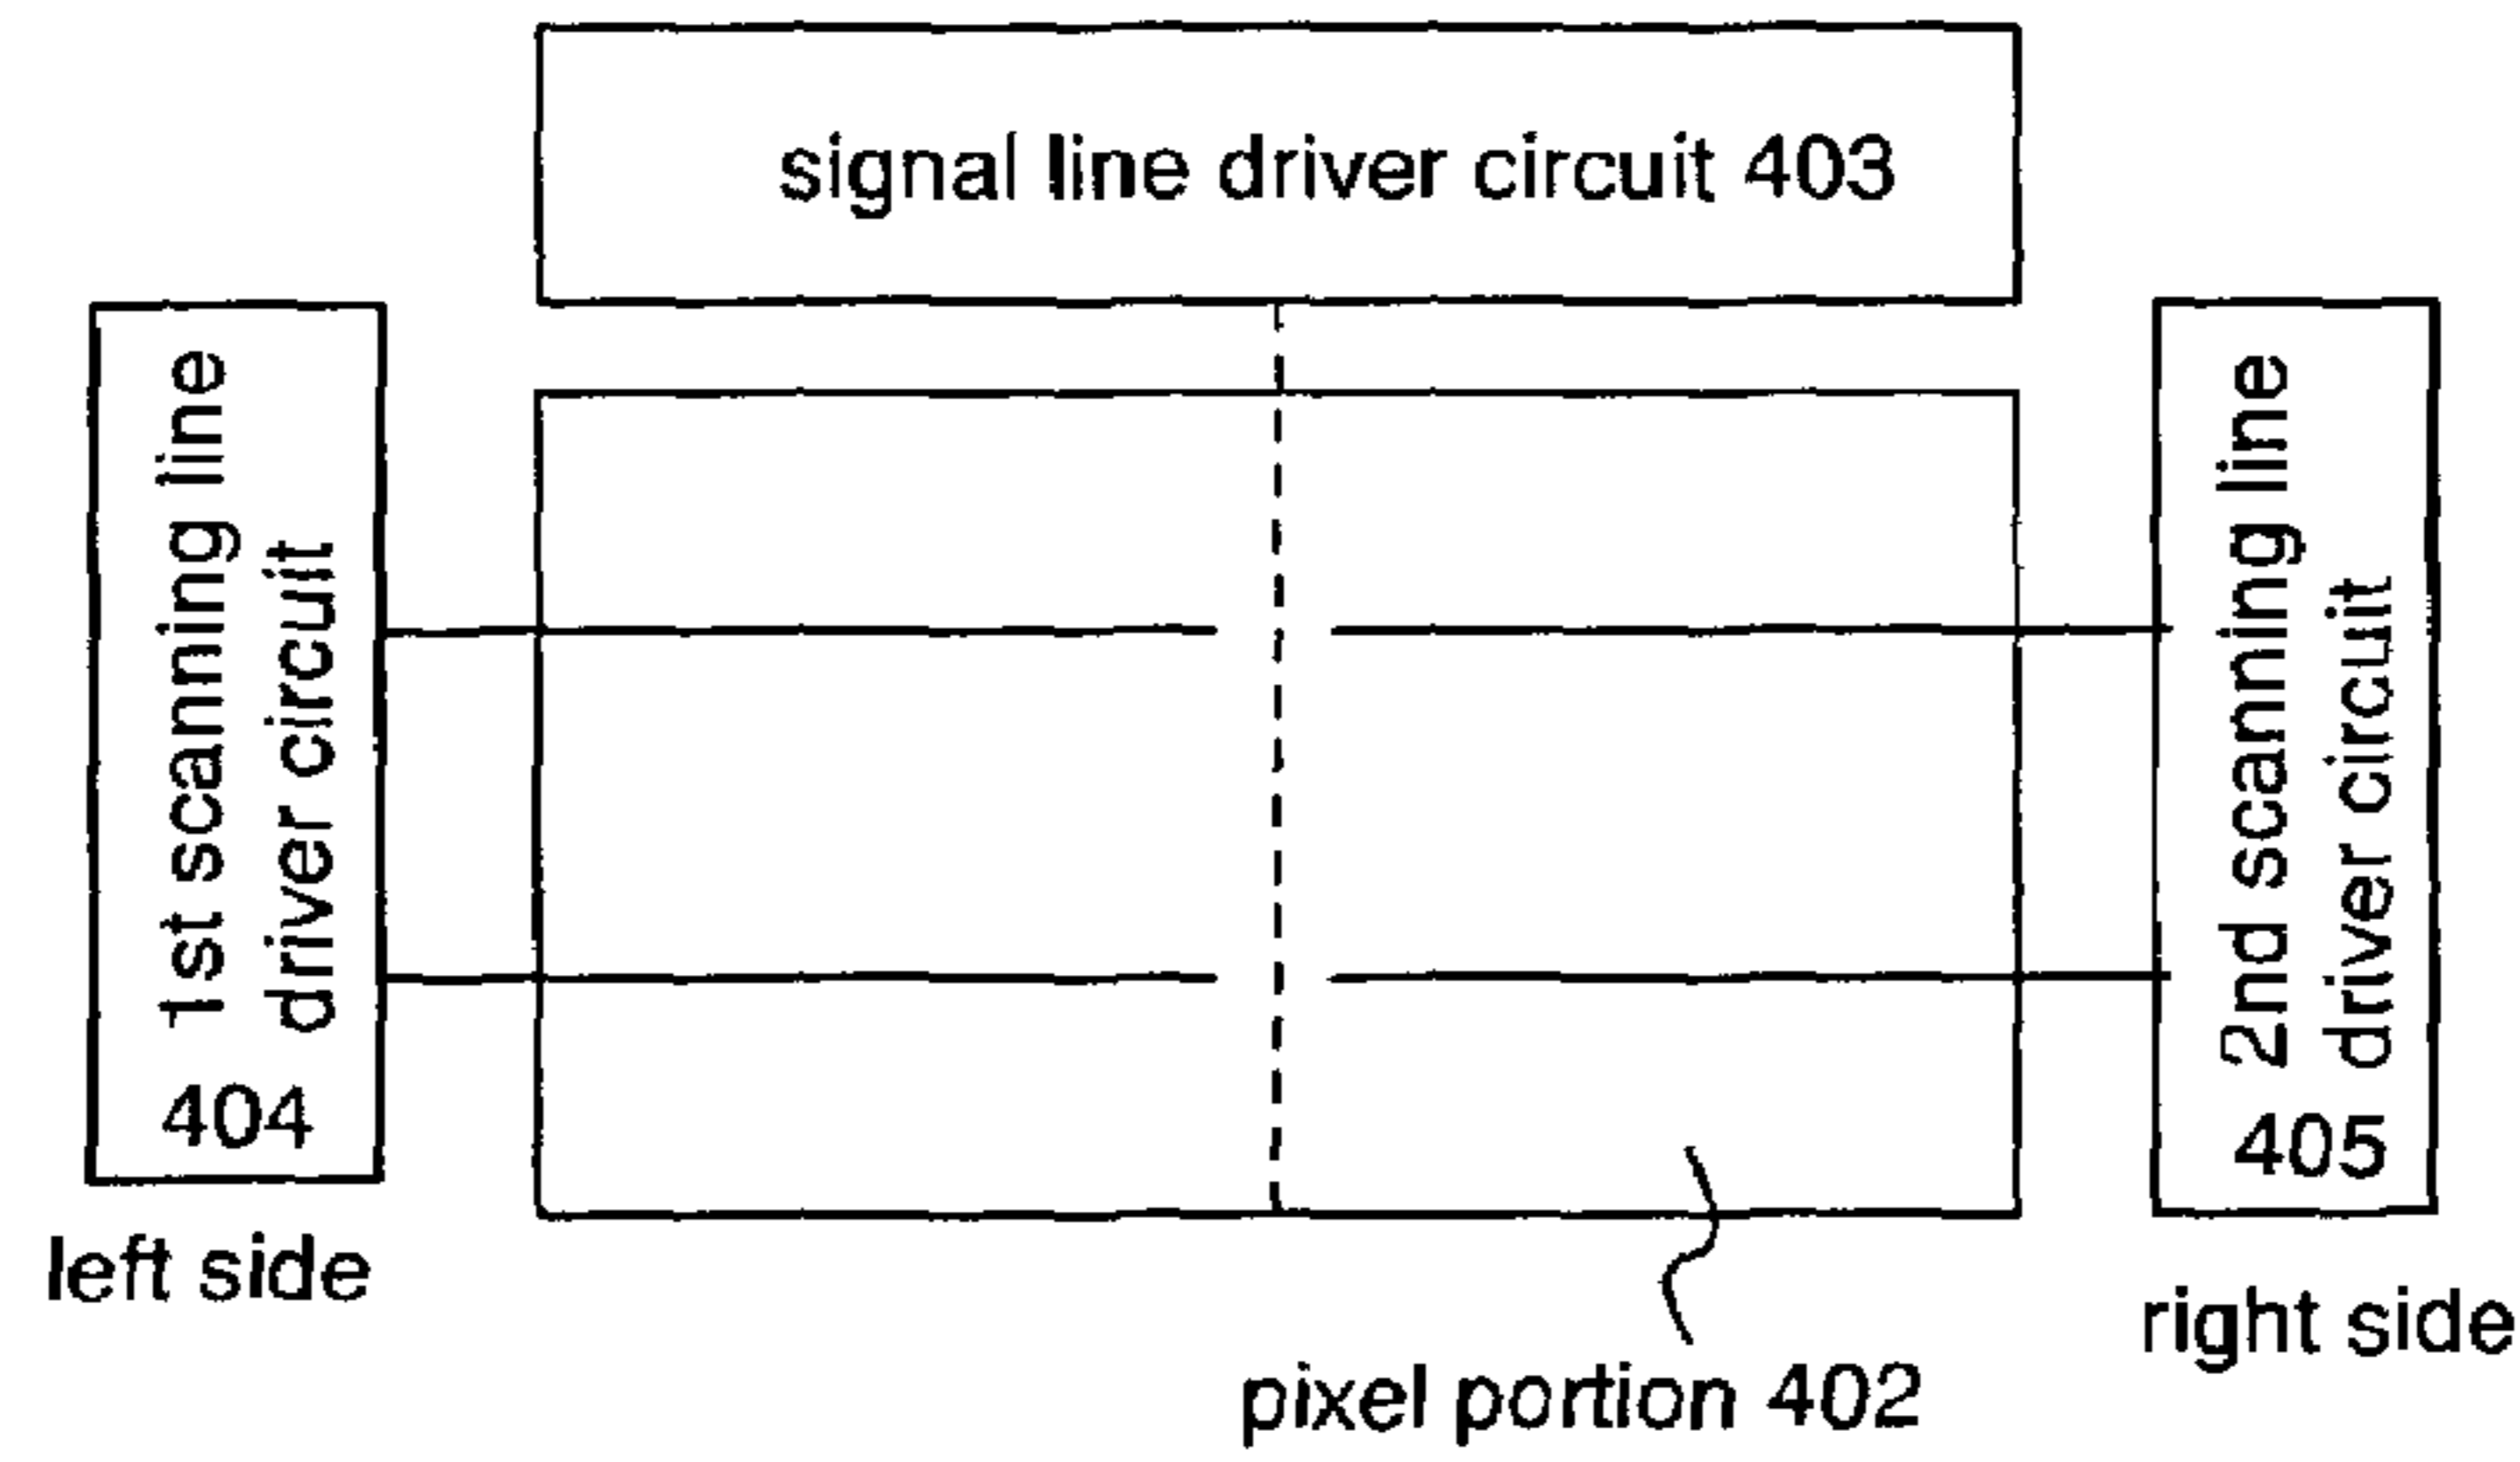 signal line driver circuit 403
1st scanning line
driver circuit
404
left side
2nd scanning line
driver circuit
405
right side
pixel portion 402